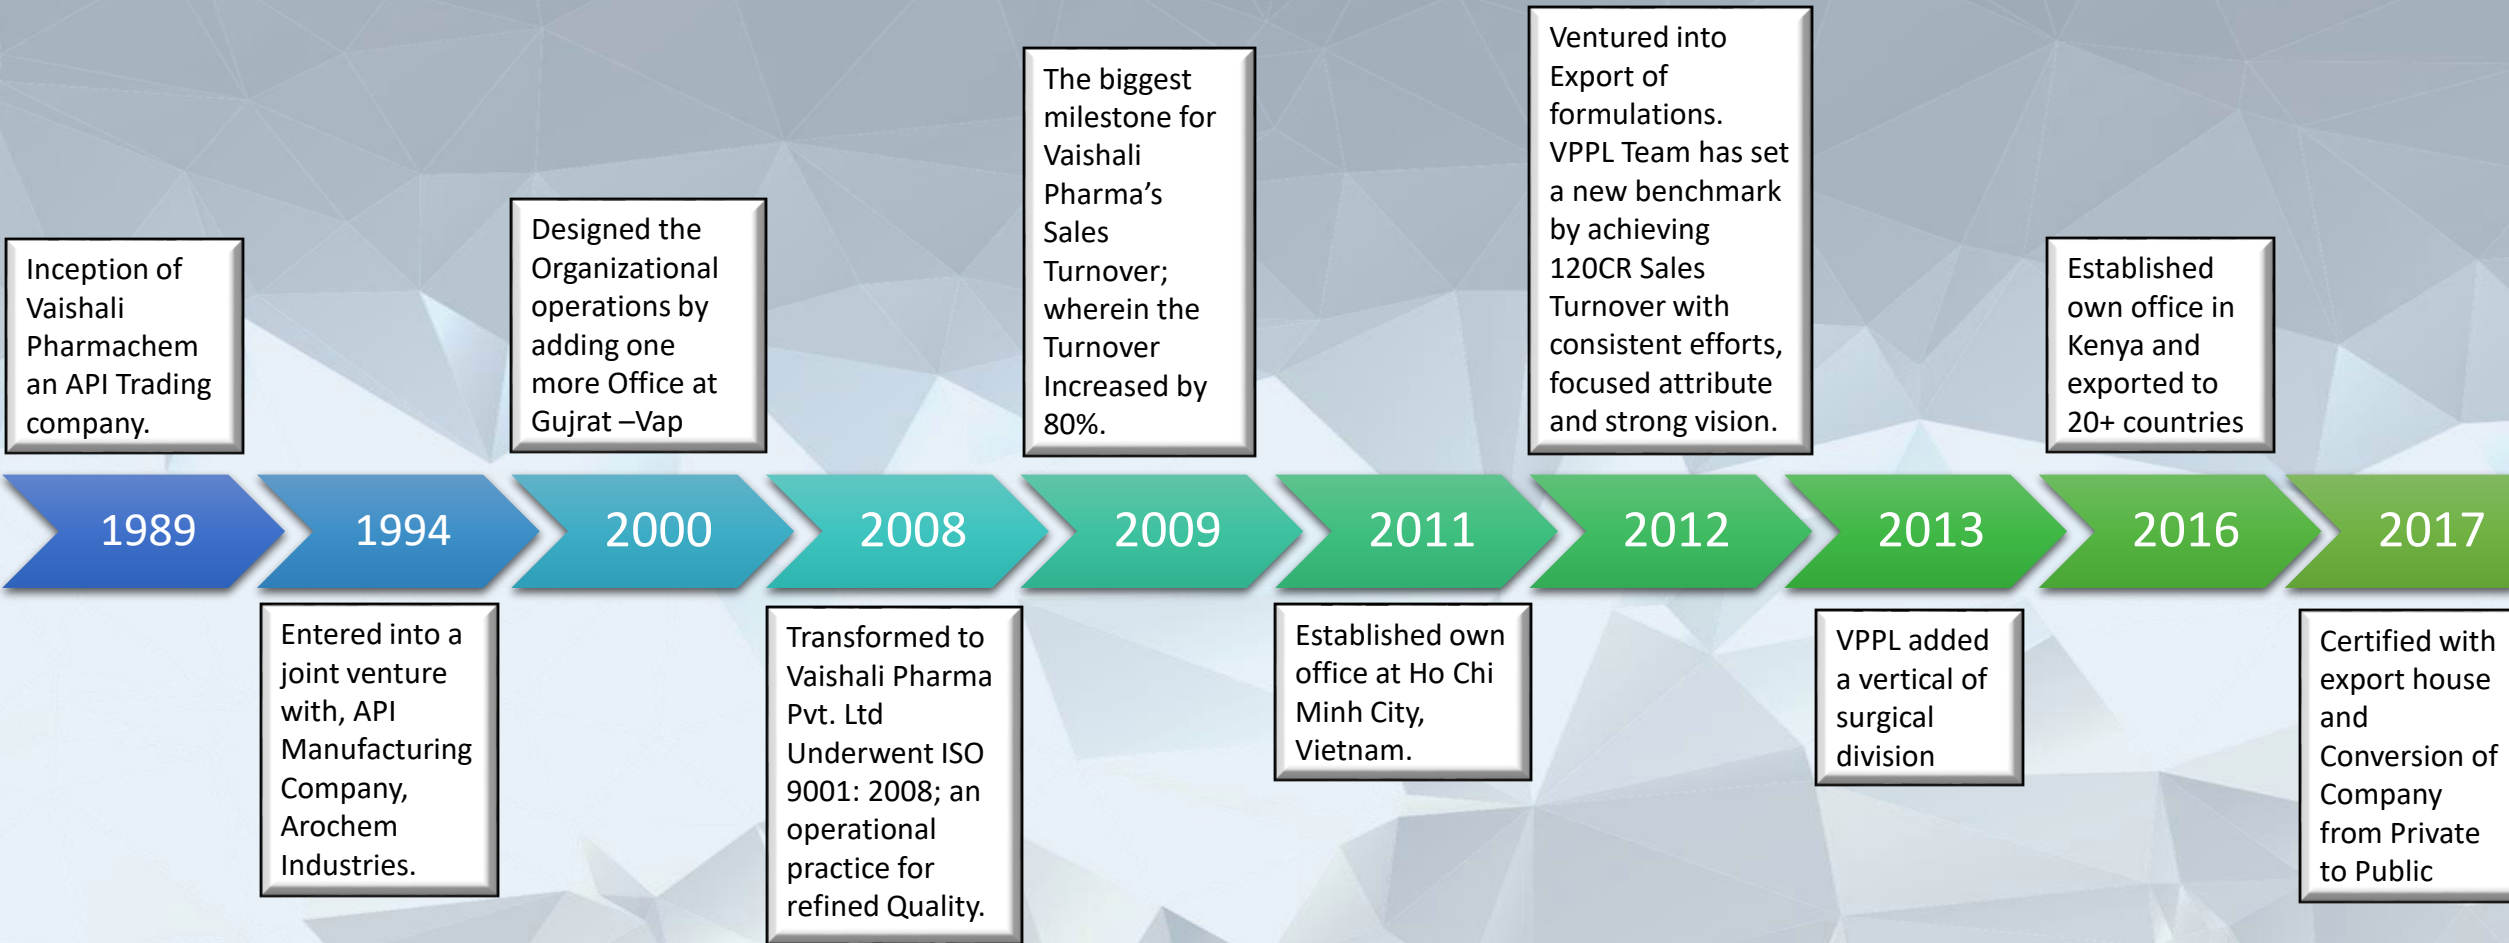 Inception of
Vaishali
Pharmachem
an API Trading
company.
Designed the
Organizational
operations by
adding one
more Office at
Gujrat –Vap
The biggest
milestone for
Vaishali
Pharma’s
Sales
Turnover;
wherein the
Turnover
Increased by
80%.
Ventured into
Export of
formulations.
VPPL Team has set
a new benchmark
by achieving
120CR Sales
Turnover with
consistent efforts,
focused attribute
and strong vision.
Established
own office in
Kenya and
exported to
20+ countries
1989
1994
2000
2008
2009
2011
2012
2013
2016
2017
Entered into a
joint venture
with, API
Manufacturing
Company,
Arochem
Industries.
Transformed to
Vaishali Pharma
Pvt. Ltd
Underwent ISO
9001: 2008; an
operational
practice for
refined Quality.
Established own
office at Ho Chi
Minh City,
Vietnam.
VPPL added
a vertical of
surgical
division
Certified with
export house
and
Conversion of
Company
from Private
to Public